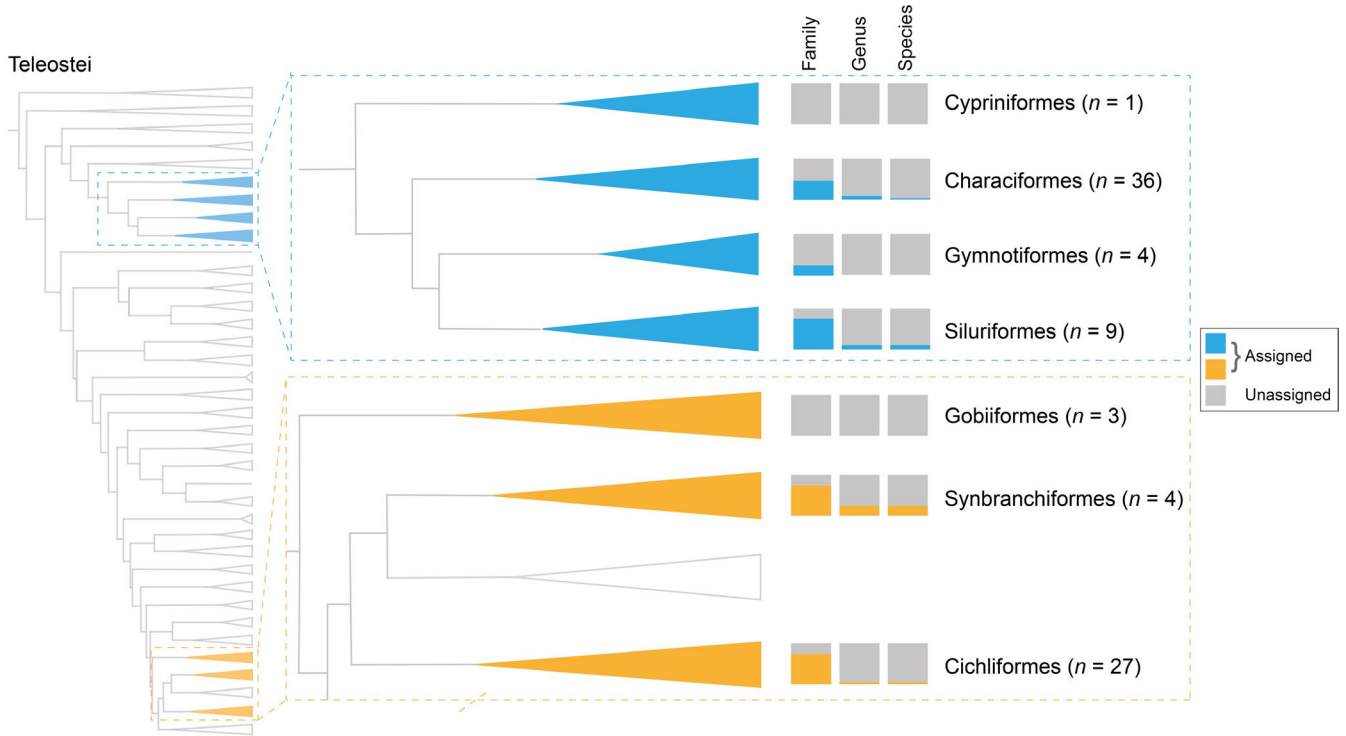 Teleostei
Family
Genus
Species
Cypriniformes (n = 1)
Characiformes (n = 36)
Gymnotiformes (n = 4)
Siluriformes (n = 9)
Assigned
Unassigned
Gobiiformes (n = 3)
Synbranchiformes (n = 4)
Cichliformes (n = 27)